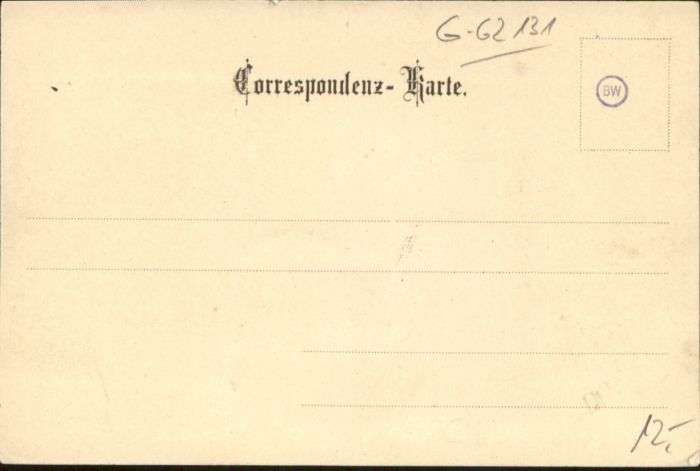 G-62131
Correspondenz-Karte.
BW
12,-